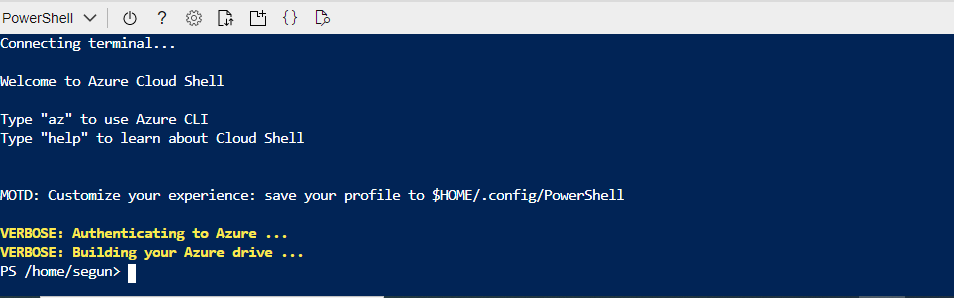 PowerShell
Connecting terminal...
Welcome to Azure Cloud Shell
Type "az" to use Azure CLI
Type "help" to learn about Cloud Shell
MOTD: Customize your experience: save your profile to $HOME/.config/PowerShell
VERBOSE: Authenticating to Azure ...
VERBOSE: Building your Azure drive ...
PS /home/segun>